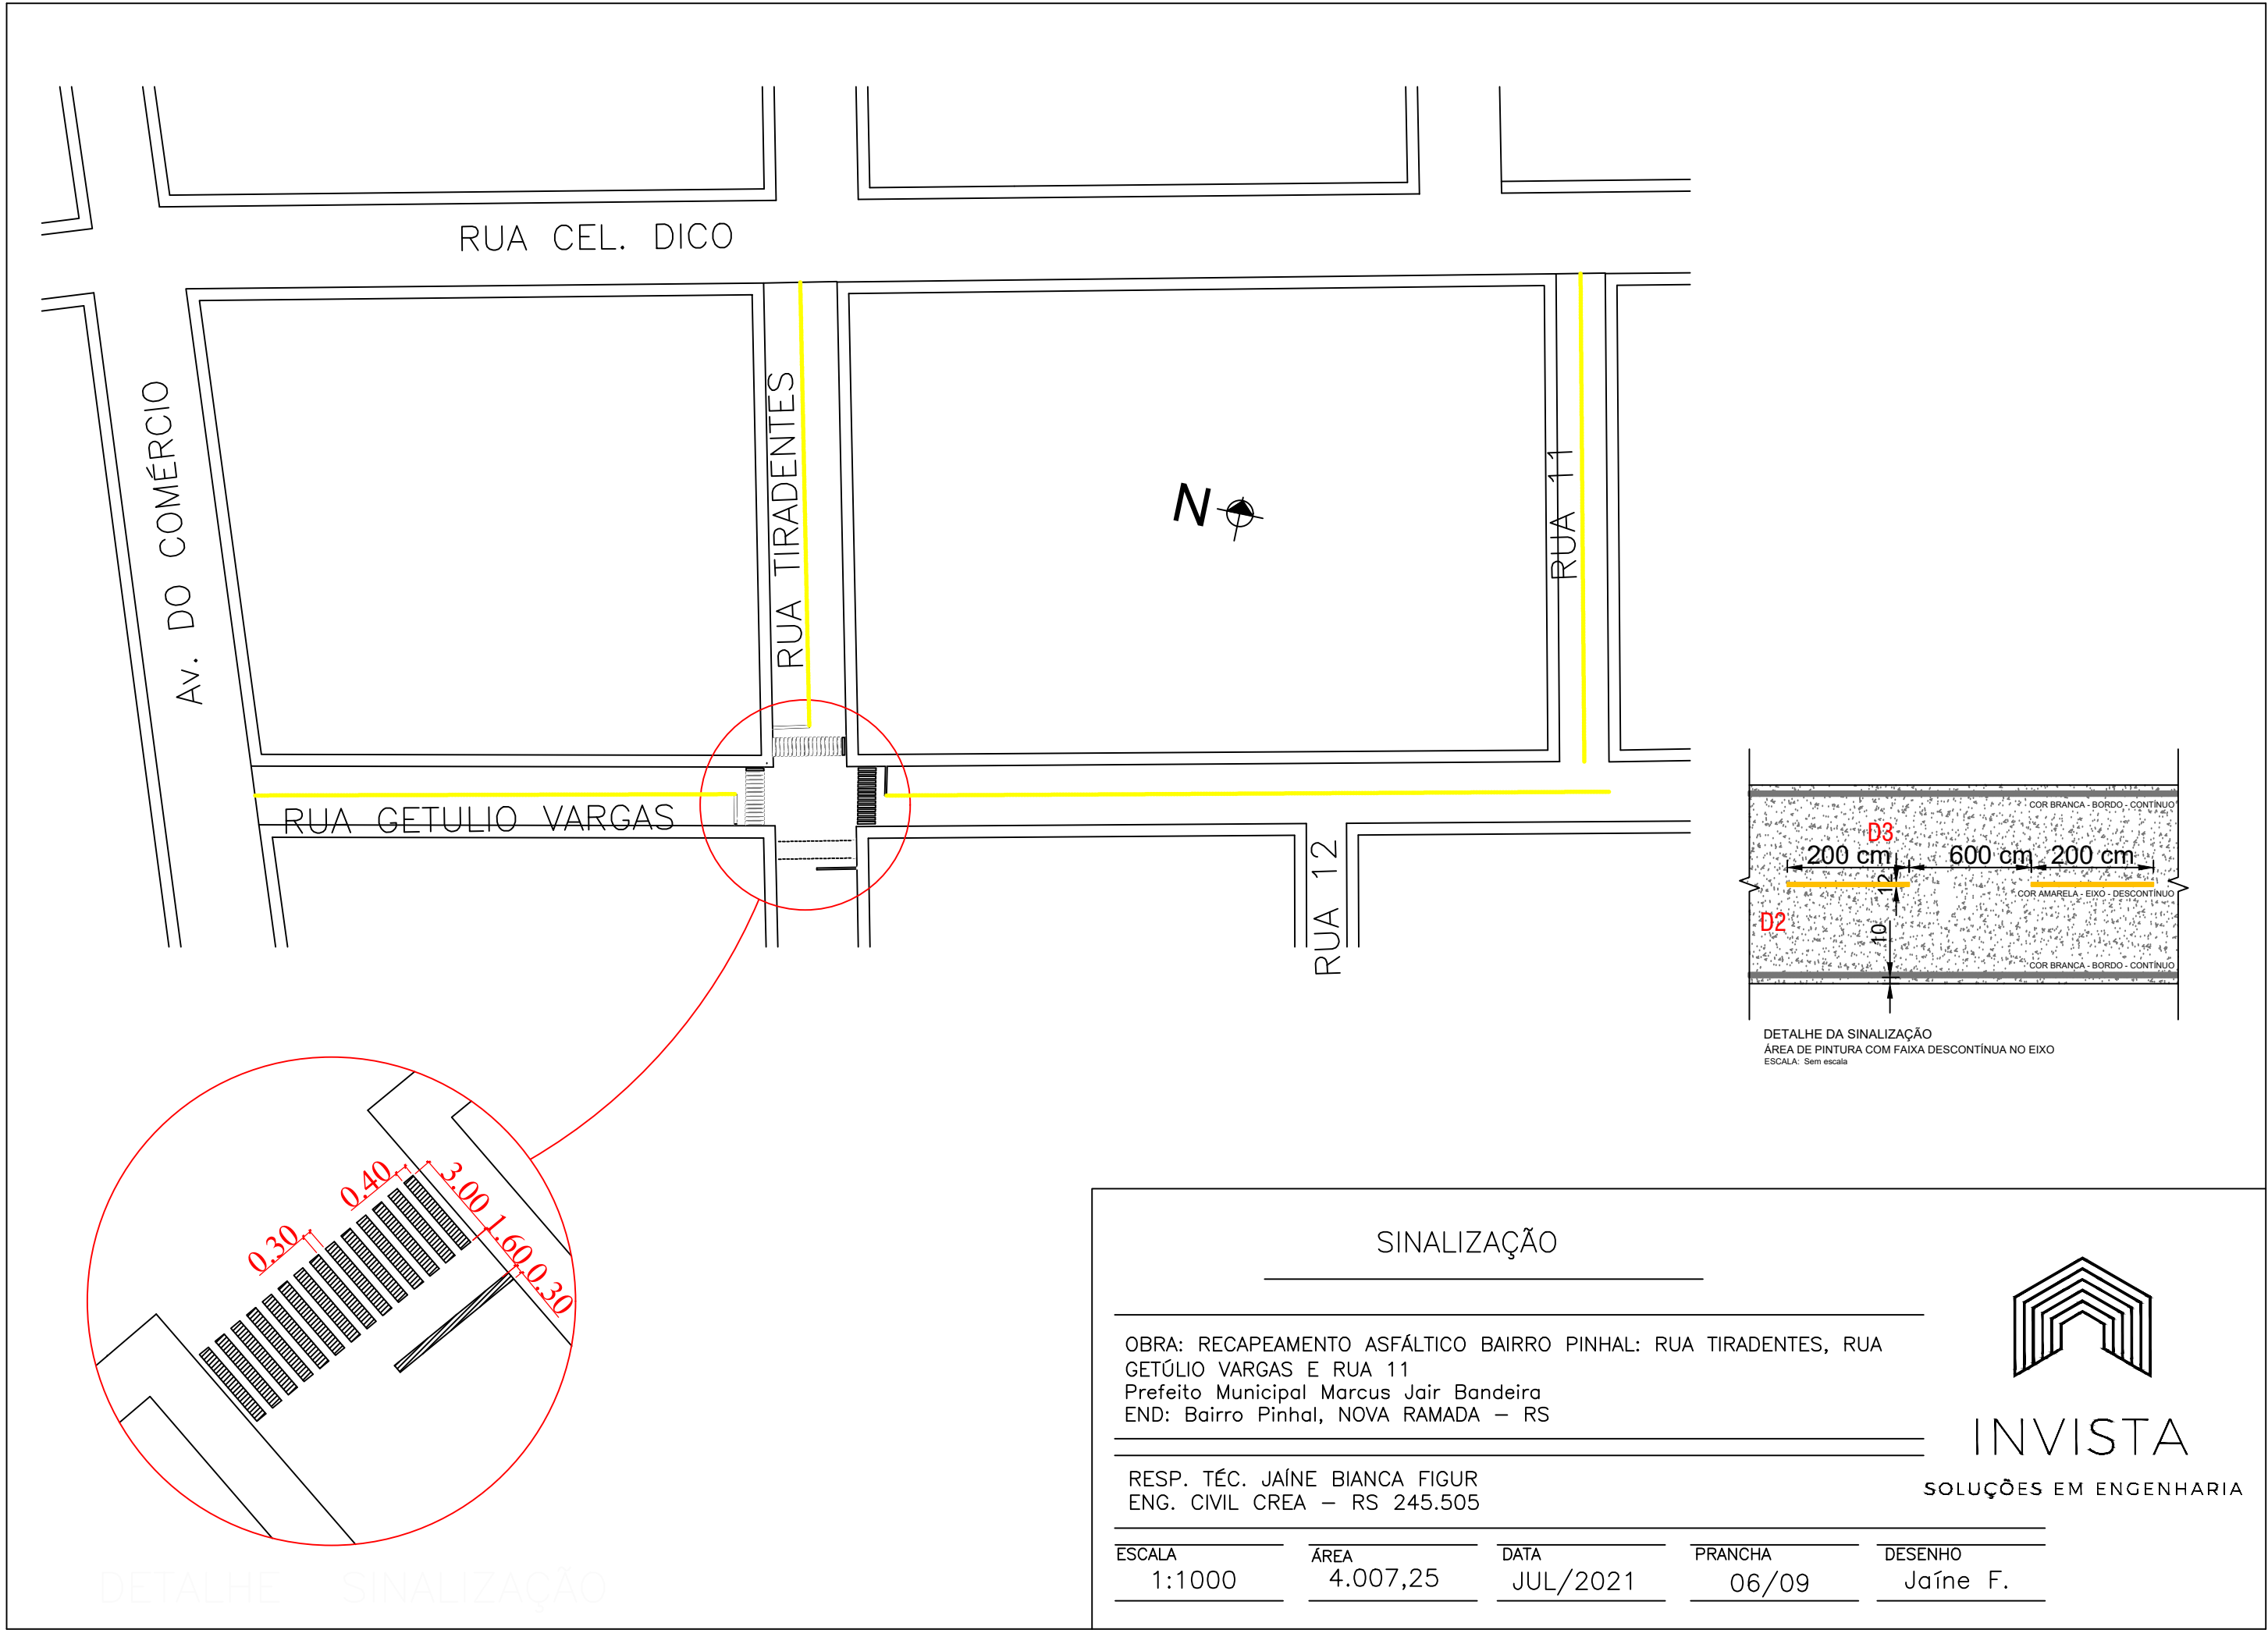 RUA CEL. DICO
AV. DO COMÉRCIO
RUA TIRADENTES
N
RUA 11
RUA GETULIO VARGAS
RUA 12
COR BRANCA - BORDO - CONTÍNUO
D3
200 cm
600 cm
200 cm
12
COR AMARELA - EIXO - DESCONTÍNUO
D2
10
COR BRANCA - BORDO - CONTÍNUO
DETALHE DA SINALIZAÇÃO
ÁREA DE PINTURA COM FAIXA DESCONTÍNUA NO EIXO
ESCALA: Sem escala
0.40
3.00
1.60
0.30
0.30
DETALHE SINALIZAÇÃO
SINALIZAÇÃO
OBRA: RECAPEAMENTO ASFÁLTICO BAIRRO PINHAL: RUA TIRADENTES, RUA
GETÚLIO VARGAS E RUA 11
Prefeito Municipal Marcus Jair Bandeira
END: Bairro Pinhal, NOVA RAMADA – RS
RESP. TÉC. JAÍNE BIANCA FIGUR
ENG. CIVIL CREA – RS 245.505
INVISTA
SOLUÇÕES EM ENGENHARIA
ESCALA
1:1000
ÁREA
4.007,25
DATA
JUL/2021
PRANCHA
06/09
DESENHO
Jaíne F.